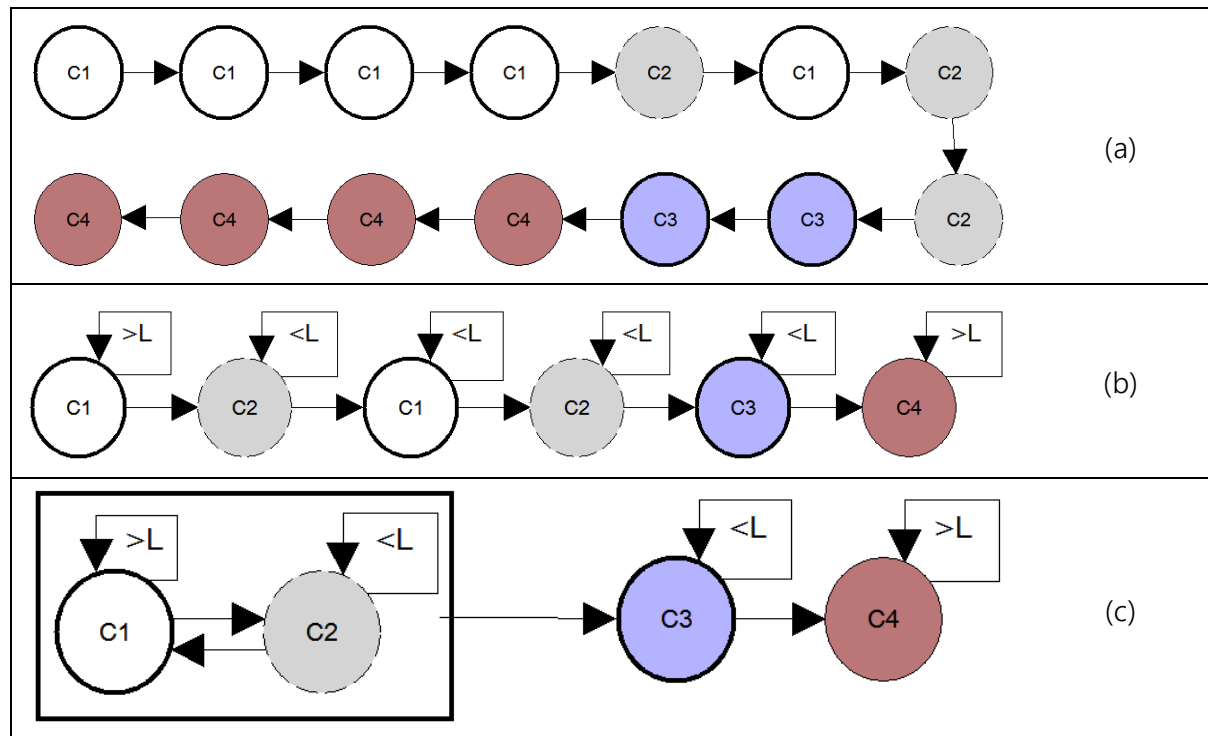 C1 C1 C1 C1 C2 C1 C2
(a)
C4 C4 C4 C4 C3 C3 C2
>L <L <L <L <L >L
(b)
C1 C2 C1 C2 C3 C4
>L <L <L >L
(c)
C1 C2 C3 C4